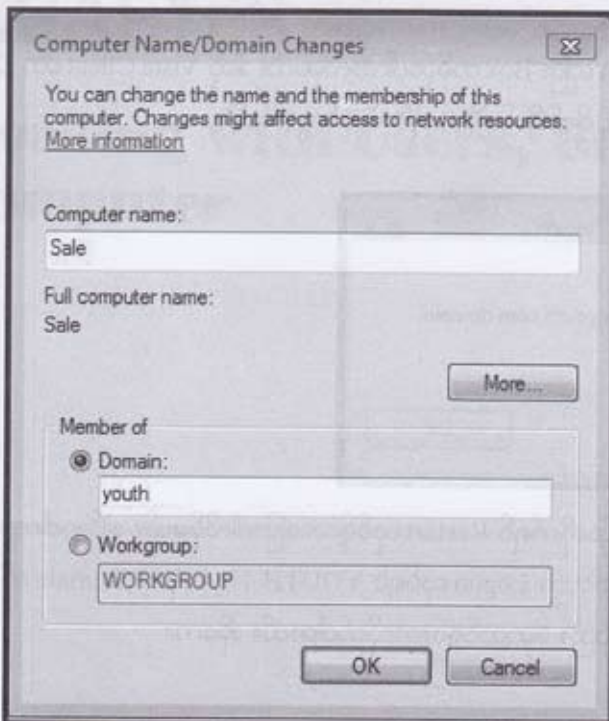 Computer Name/Domain Changes
You can change the name and the membership of this
computer. Changes might affect access to network resources.
More information
Computer name:
Sale
Full computer name:
Sale
More...
Member of
Domain:
youth
Workgroup:
WORKGROUP
OK
Cancel